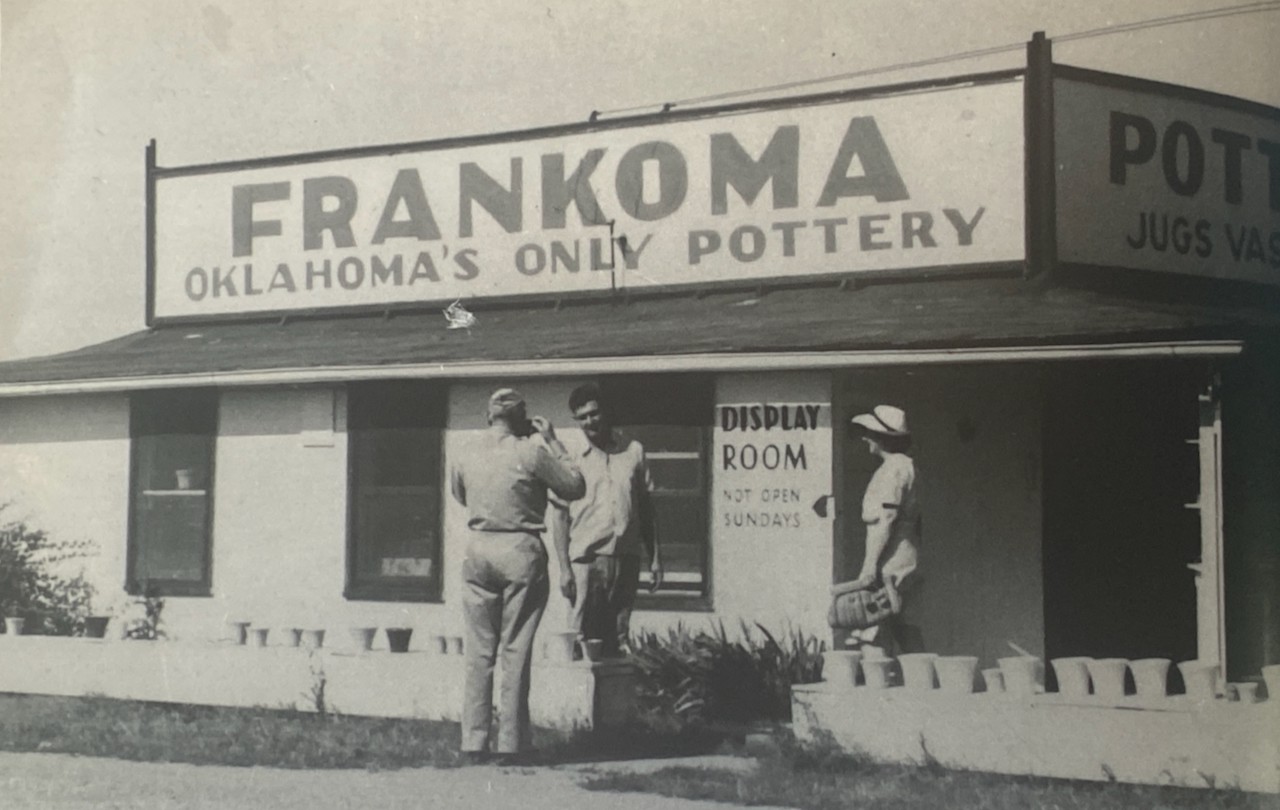 FRANKOMA
OKLAHOMA'S ONLY POTTERY
POTT
JUGS VAS
DISPLAY
ROOM
NOT OPEN
SUNDAYS